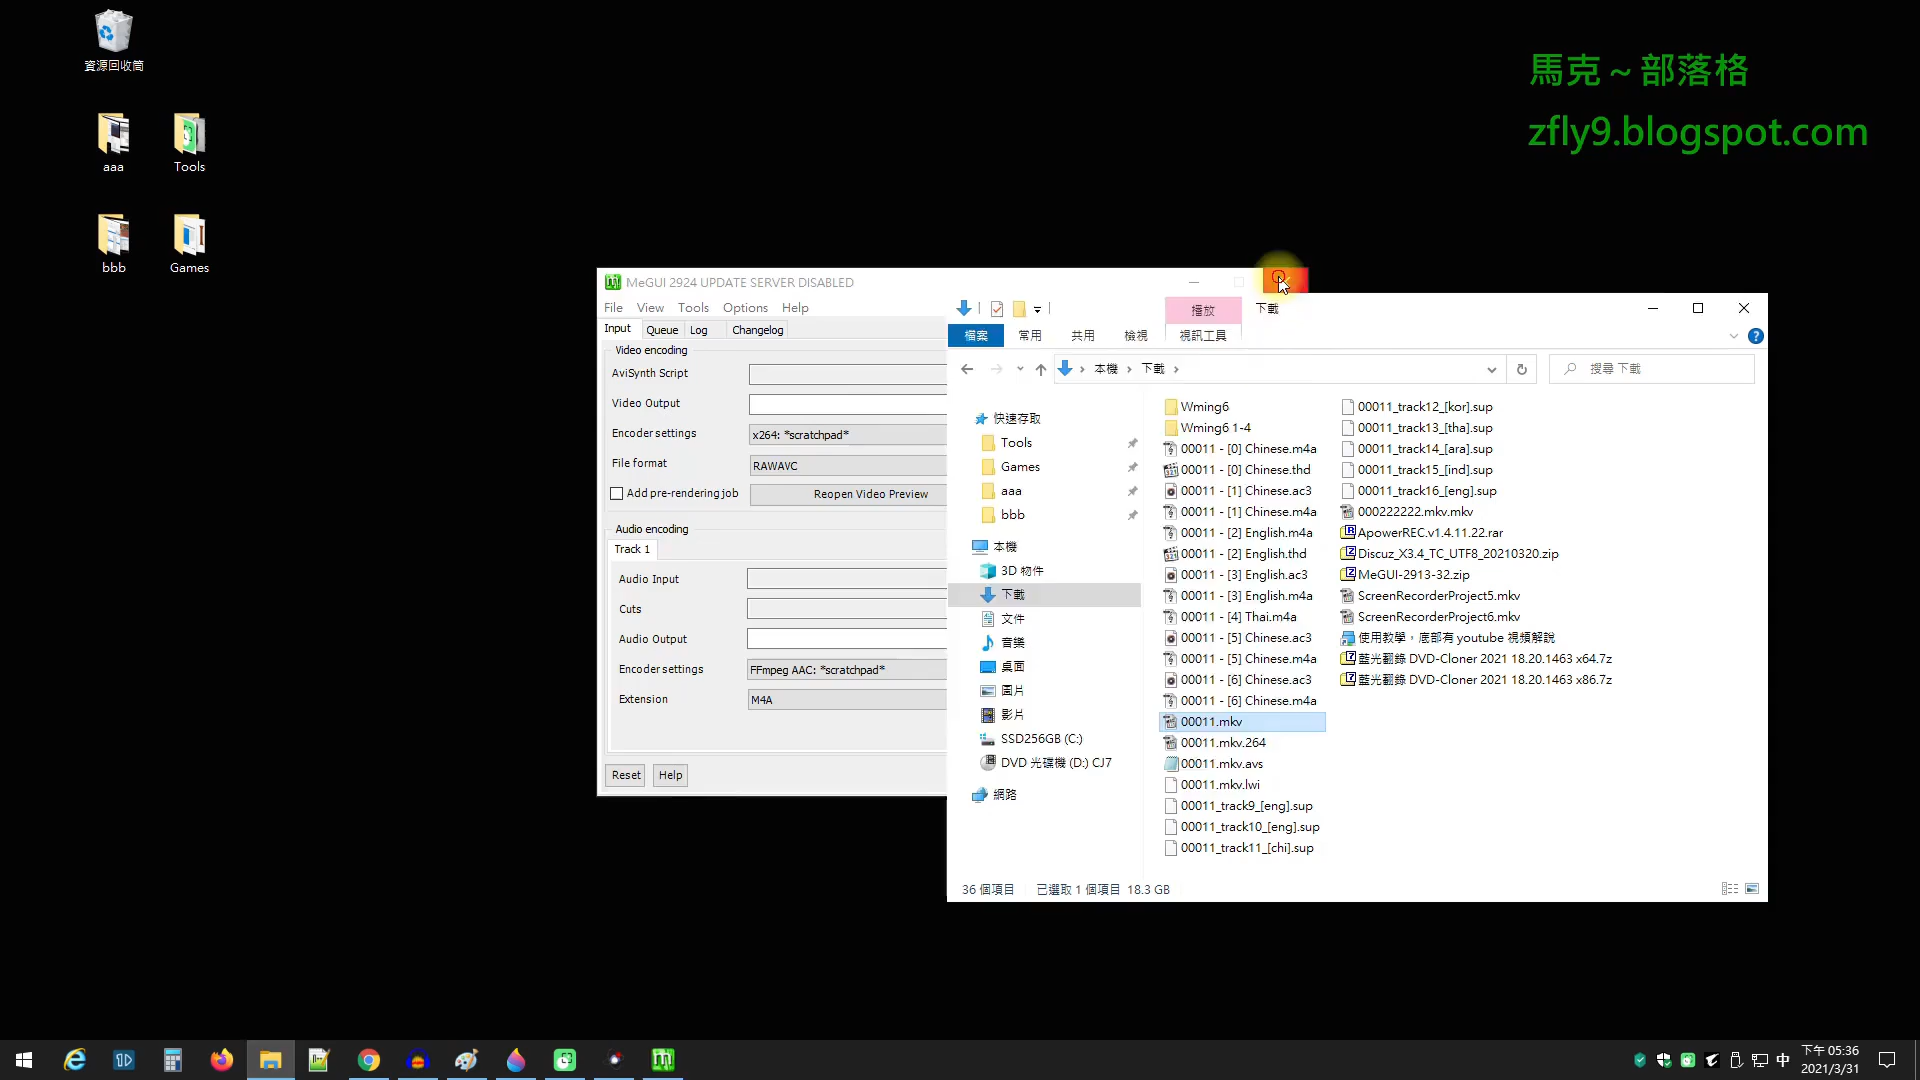 資源回收筒
aaa
Tools
bbb
Games
馬克～部落格
zfly9.blogspot.com
MeGUI 2924 UPDATE SERVER DISABLED
File View Tools Options Help
Input Queue Log Changelog
Video encoding
AviSynth Script
Video Output
Encoder settings
x264: *scratchpad*
File format
RAWAVC
Add pre-rendering job
Reopen Video Preview
Audio encoding
Track 1
Audio Input
Cuts
Audio Output
Encoder settings
FFmpeg AAC: *scratchpad*
Extension
M4A
Reset
Help
播放
下載
檔案
常用
共用
檢視
視訊工具
本機
下載
搜尋 下載
快速存取
Tools
Games
aaa
bbb
本機
3D 物件
下載
文件
音樂
桌面
圖片
影片
SSD256GB (C:)
DVD 光碟機 (D:) CJ7
網路
Wming6
Wming6 1-4
00011 - [0] Chinese.m4a
00011 - [0] Chinese.thd
00011 - [1] Chinese.ac3
00011 - [1] Chinese.m4a
00011 - [2] English.m4a
00011 - [2] English.thd
00011 - [3] English.ac3
00011 - [3] English.m4a
00011 - [4] Thai.m4a
00011 - [5] Chinese.ac3
00011 - [5] Chinese.m4a
00011 - [6] Chinese.ac3
00011 - [6] Chinese.m4a
00011.mkv
00011.mkv.264
00011.mkv.avs
00011.mkv.lwi
00011_track9_[eng].sup
00011_track10_[eng].sup
00011_track11_[chi].sup
00011_track12_[kor].sup
00011_track13_[tha].sup
00011_track14_[ara].sup
00011_track15_[ind].sup
00011_track16_[eng].sup
000222222.mkv.mkv
ApowerREC.v1.4.11.22.rar
Discuz_X3.4_TC_UTF8_20210320.zip
MeGUI-2913-32.zip
ScreenRecorderProject5.mkv
ScreenRecorderProject6.mkv
使用教學，底部有 youtube 視頻解說
藍光翻錄 DVD-Cloner 2021 18.20.1463 x64.7z
藍光翻錄 DVD-Cloner 2021 18.20.1463 x86.7z
36 個項目 已選取 1 個項目 18.3 GB
中
下午 05:36
2021/3/31